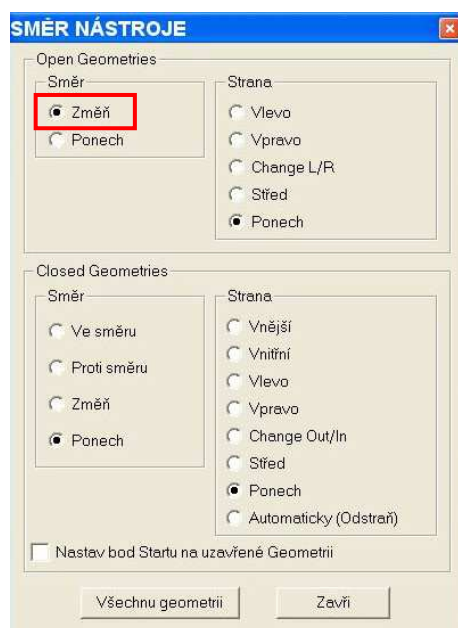 SMĚR NÁSTROJE
Open Geometries
Směr
Změň
Ponech
Strana
Vlevo
Vpravo
Change L/R
Střed
Ponech
Closed Geometries
Směr
Ve směru
Proti směru
Změň
Ponech
Strana
Vnější
Vnitřní
Vlevo
Vpravo
Change Out/In
Střed
Ponech
Automaticky (Odstraň)
Nastav bod Startu na uzavřené Geometrii
Všechnu geometrii
Zavři